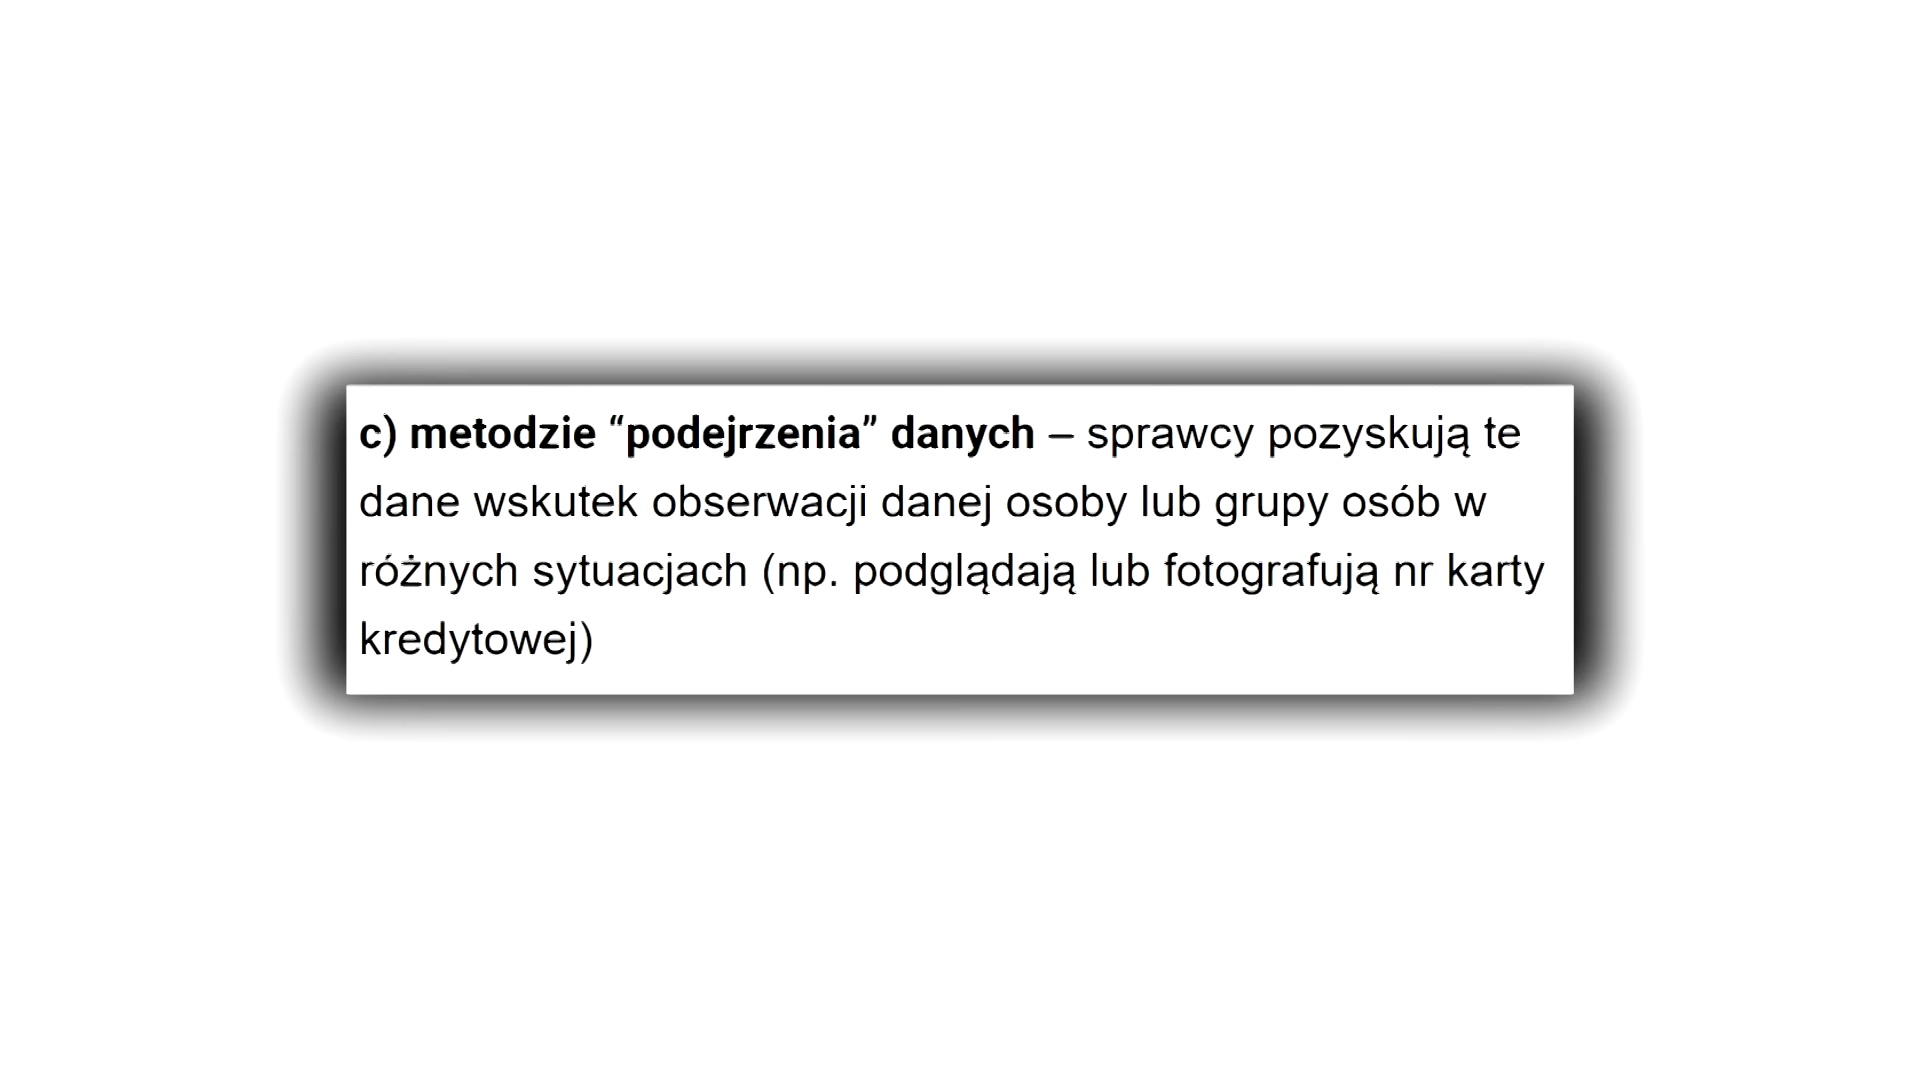 c) metodzie “podejrzenia” danych – sprawcy pozyskują te
dane wskutek obserwacji danej osoby lub grupy osób w
różnych sytuacjach (np. podglądają lub fotografują nr karty
kredytowej)